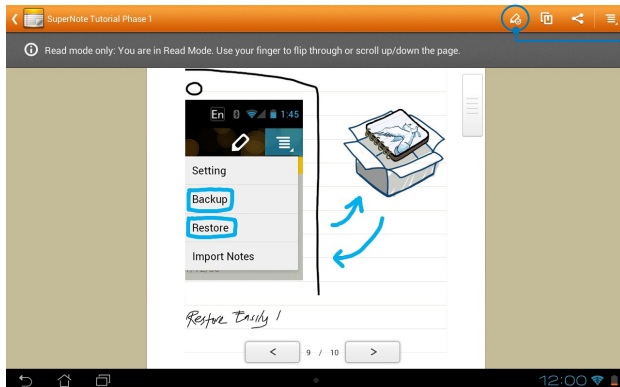 SuperNote Tutorial Phase 1
Read mode only: You are in Read Mode. Use your finger to flip through or scroll up/down the page.
En 1:45
Setting
Backup
Restore
Import Notes
Restore Easily !
< 9 / 10 >
12:00